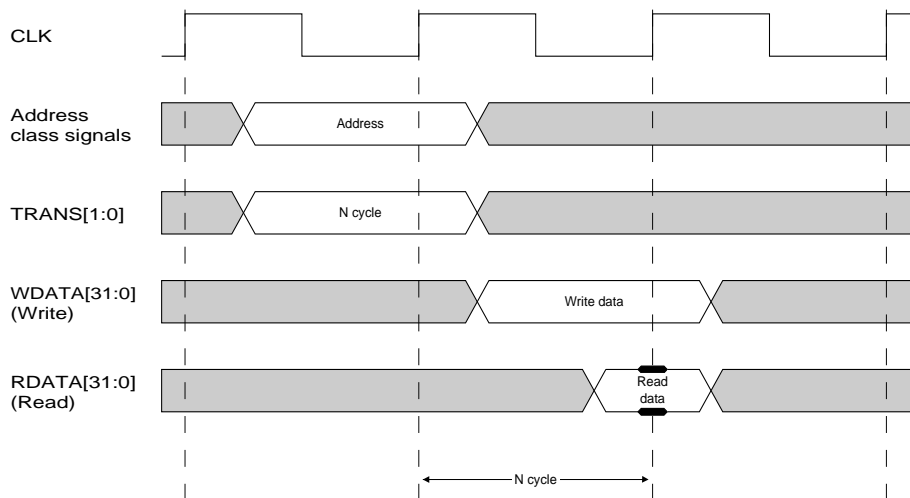 CLK
Address
class signals
Address
TRANS[1:0]
N cycle
WDATA[31:0]
(Write)
Write data
RDATA[31:0]
(Read)
Read
data
N cycle